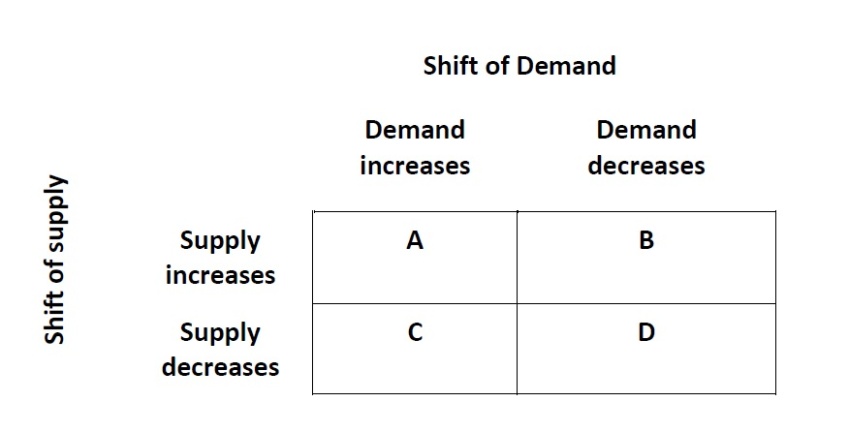 Shift of Demand
Demand
increases
Demand
decreases
Shift of supply
Supply
increases
A
B
Supply
decreases
C
D